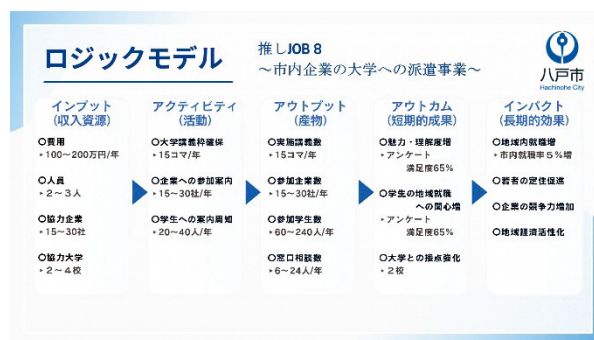 ロジックモデル
推しJOB 8
～市内企業の大学への派遣事業～
八戸市
Hachinohe City
インプット
（収入資源）
○費用
・100～200万円/年
○人員
・2～3人
○協力企業
・15～30社
○協力大学
・2～4校
アクティビティ
（活動）
○大学講義枠確保
・15コマ/年
○企業への参加案内
・15～30社/年
○学生への案内周知
・20～40人/年
アウトプット
（産物）
○実施講義数
・15コマ/年
○参加企業数
・15～30社/年
○参加学生数
・60～240人/年
○窓口相談数
・6～24人/年
アウトカム
（短期的成果）
○魅力・理解度増
・アンケート
満足度65%
○学生の地域就職
への関心増
・アンケート
満足度65%
○大学との接点強化
・2校
インパクト
（長期的効果）
○地域内就職増
・市内就職率5%増
○若者の定住促進
○企業の競争力増加
○地域経済活性化